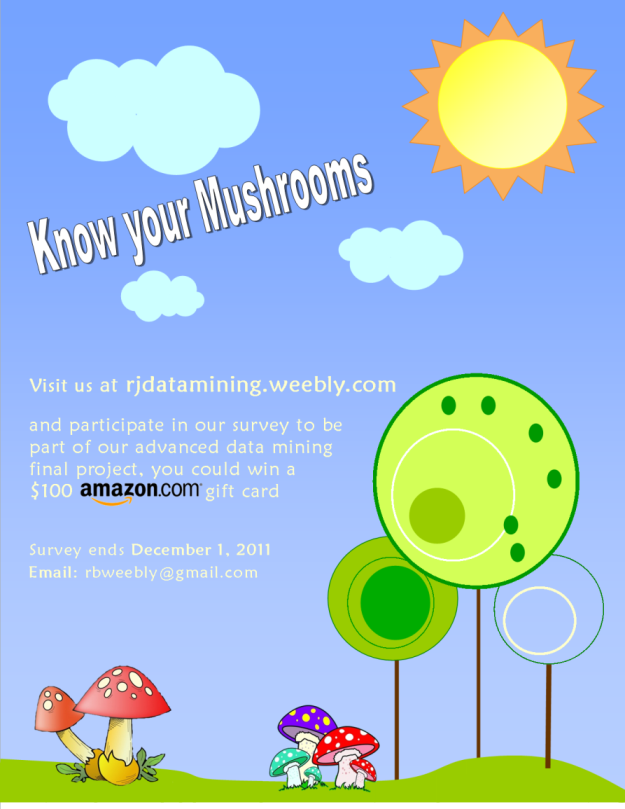 Know your Mushrooms
Visit us at rjdatamining.weebly.com
and participate in our survey to be
part of our advanced data mining
final project, you could win a
$100 amazon.com gift card
Survey ends December 1, 2011
Email: rbweebly@gmail.com